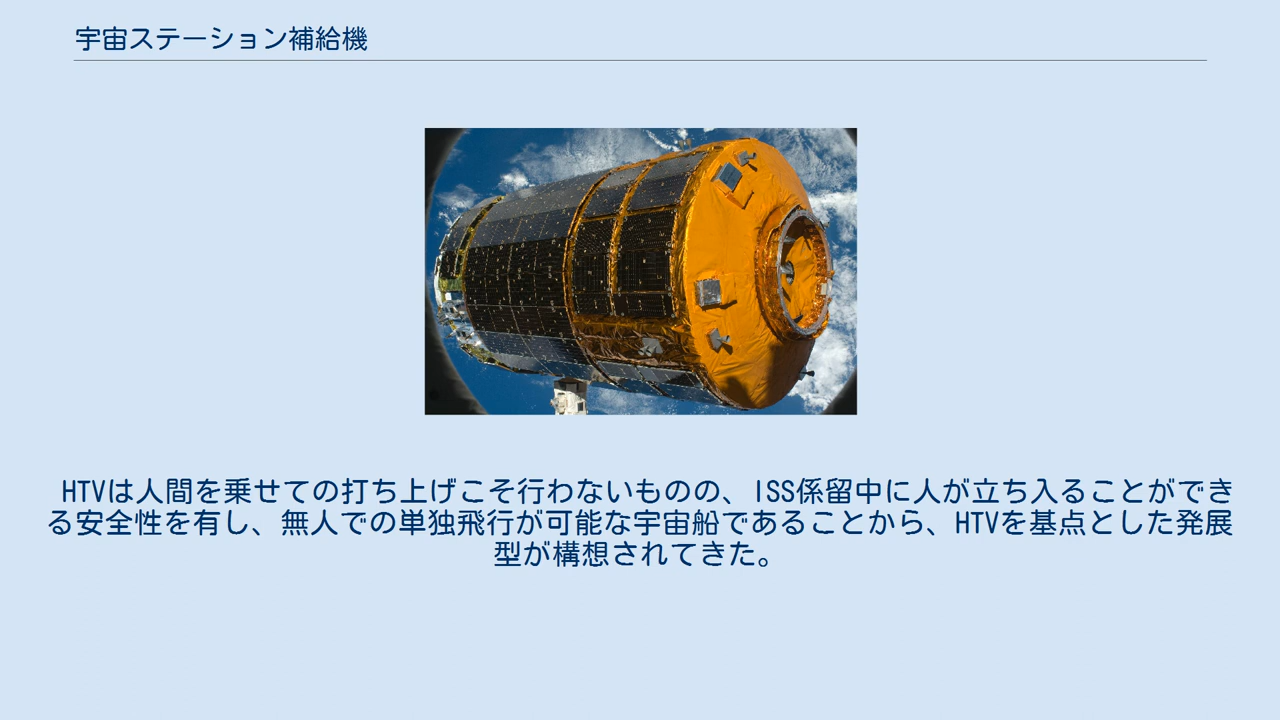 宇宙ステーション補給機
HTVは人間を乗せての打ち上げこそ行わないものの、ISS係留中に人が立ち入ることができ
る安全性を有し、無人での単独飛行が可能な宇宙船であることから、HTVを基点とした発展
型が構想されてきた。